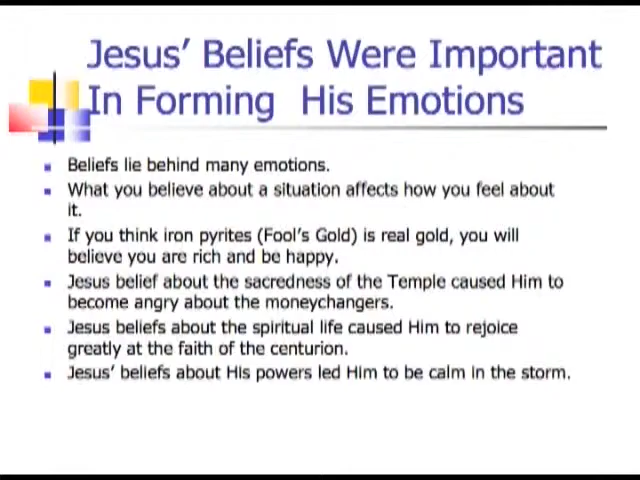 Jesus' Beliefs Were Important
In Forming His Emotions
Beliefs lie behind many emotions.
What you believe about a situation affects how you feel about
it.
If you think iron pyrites (Fool's Gold) is real gold, you will
believe you are rich and be happy.
Jesus belief about the sacredness of the Temple caused Him to
become angry about the moneychangers.
Jesus beliefs about the spiritual life caused Him to rejoice
greatly at the faith of the centurion.
Jesus' beliefs about His powers led Him to be calm in the storm.